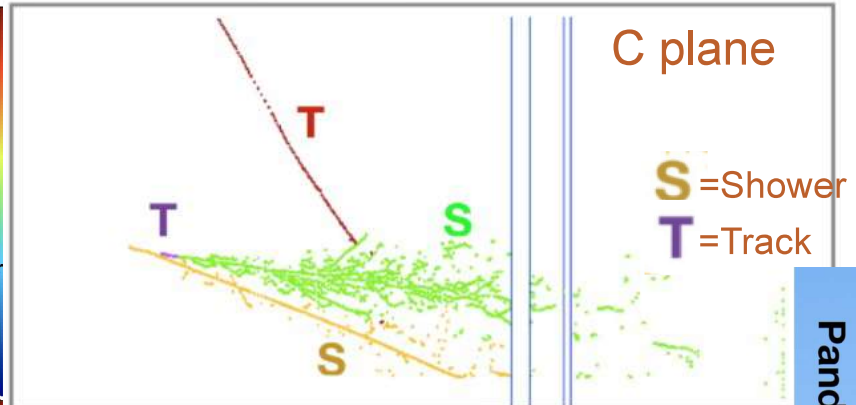 C plane
T
T
S
S =Shower
T =Track
S
Pand